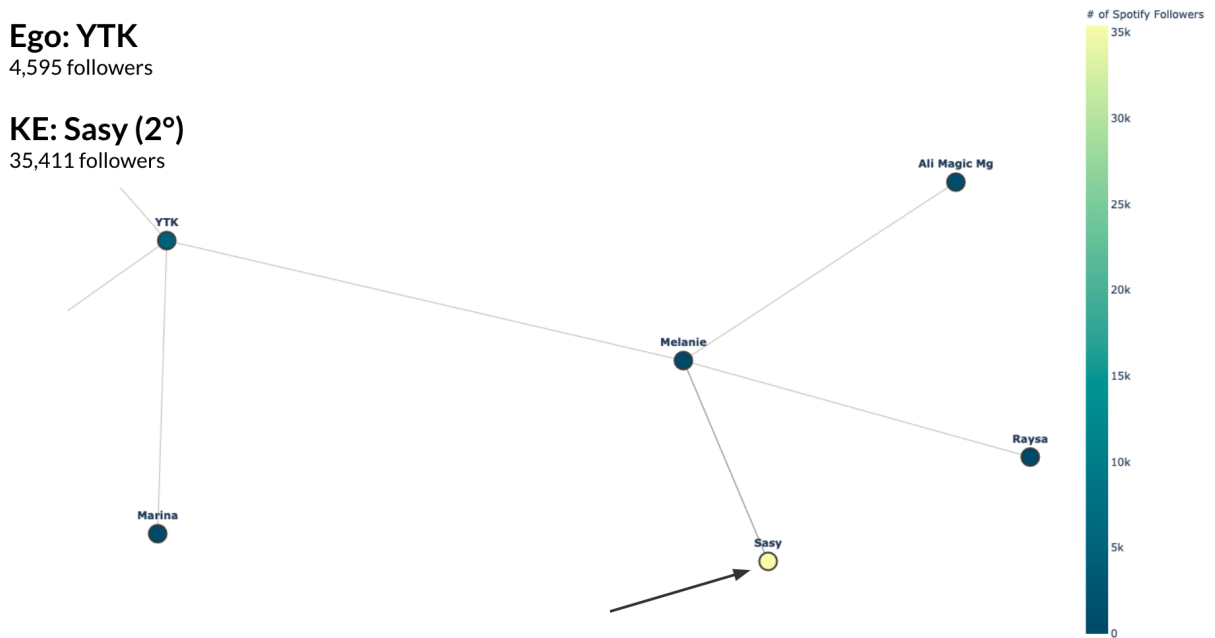 Ego: YTK
4,595 followers
KE: Sasy (2°)
35,411 followers
# of Spotify Followers
35k
30k
25k
20k
15k
10k
5k
0
Ali Magic Mg
YTK
Melanie
Raysa
Marina
Sasy